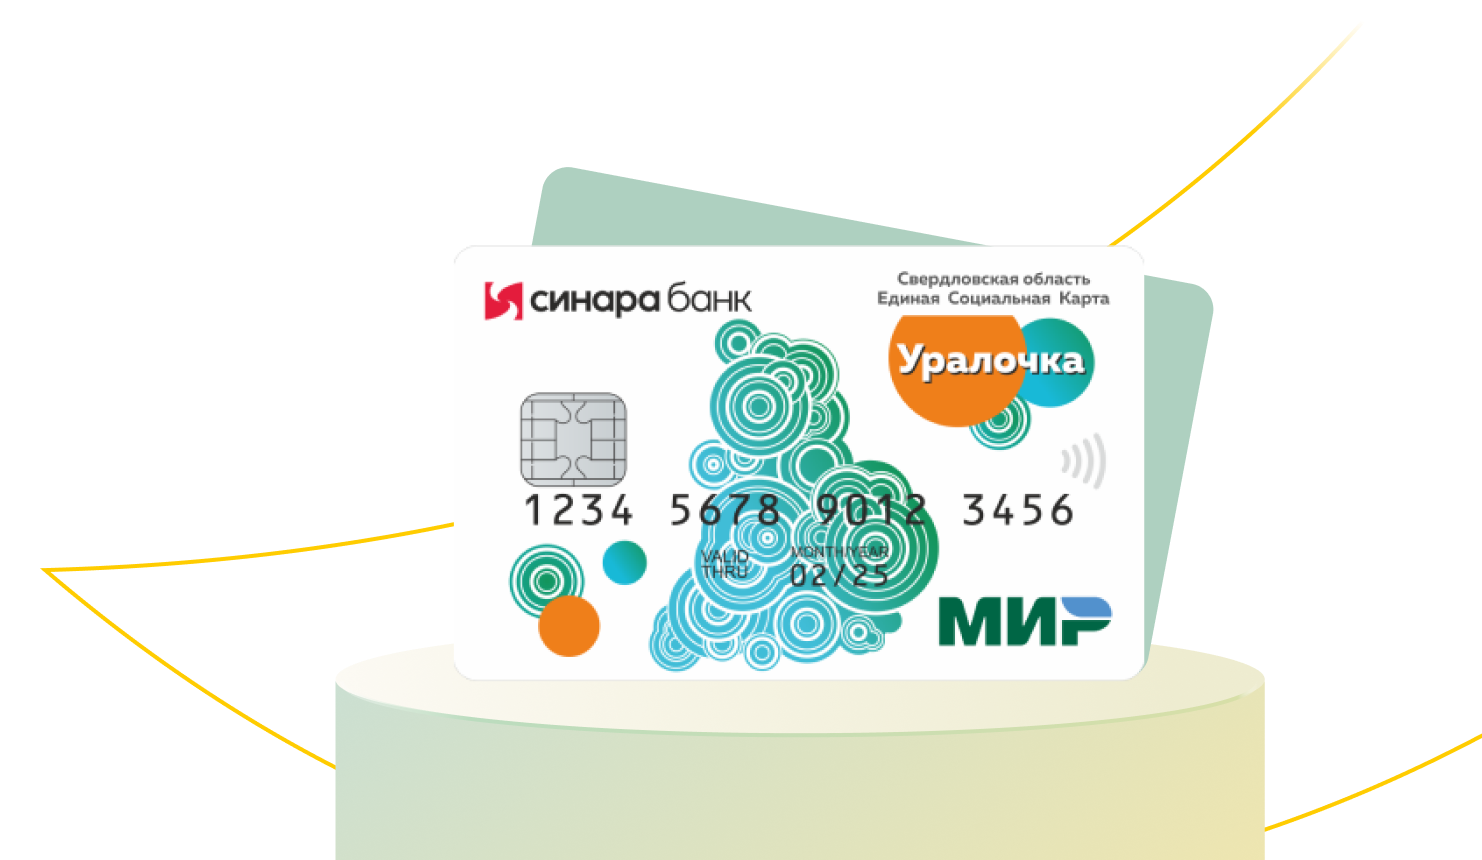 синара банк
Свердловская область
Единая Социальная Карта
Уралочка
1234 5678 9012 3456
VALID
THRU
MONTH/YEAR
02/25
МИР